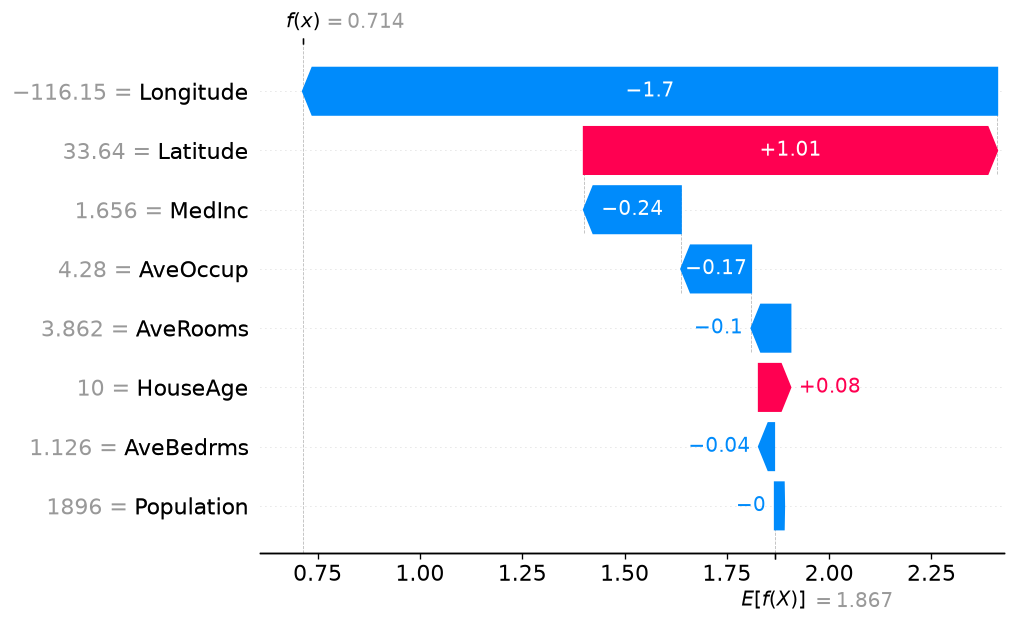 f(x) = 0.714
−116.15 = Longitude −1.7
33.64 = Latitude +1.01
1.656 = MedInc −0.24
4.28 = AveOccup −0.17
3.862 = AveRooms −0.1
10 = HouseAge +0.08
1.126 = AveBedrms −0.04
1896 = Population −0
0.75 1.00 1.25 1.50 1.75 2.00 2.25
E[f(X)] = 1.867